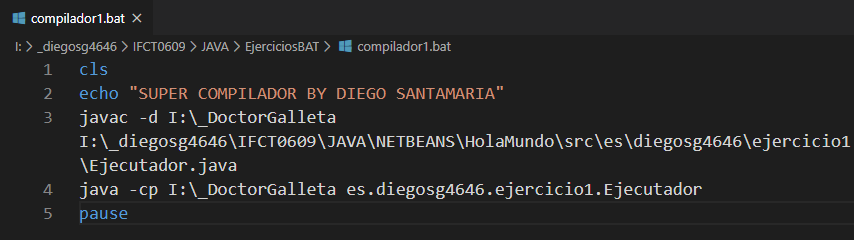 compilador1.bat
I: > _diegosg4646 > IFCT0609 > JAVA > EjerciciosBAT > compilador1.bat
1 cls
2 echo "SUPER COMPILADOR BY DIEGO SANTAMARIA"
3 javac -d I:\_DoctorGalleta
I:\_diegosg4646\IFCT0609\JAVA\NETBEANS\HolaMundo\src\es\diegosg4646\ejercicio1
\Ejecutador.java
4 java -cp I:\_DoctorGalleta es.diegosg4646.ejercicio1.Ejecutador
5 pause